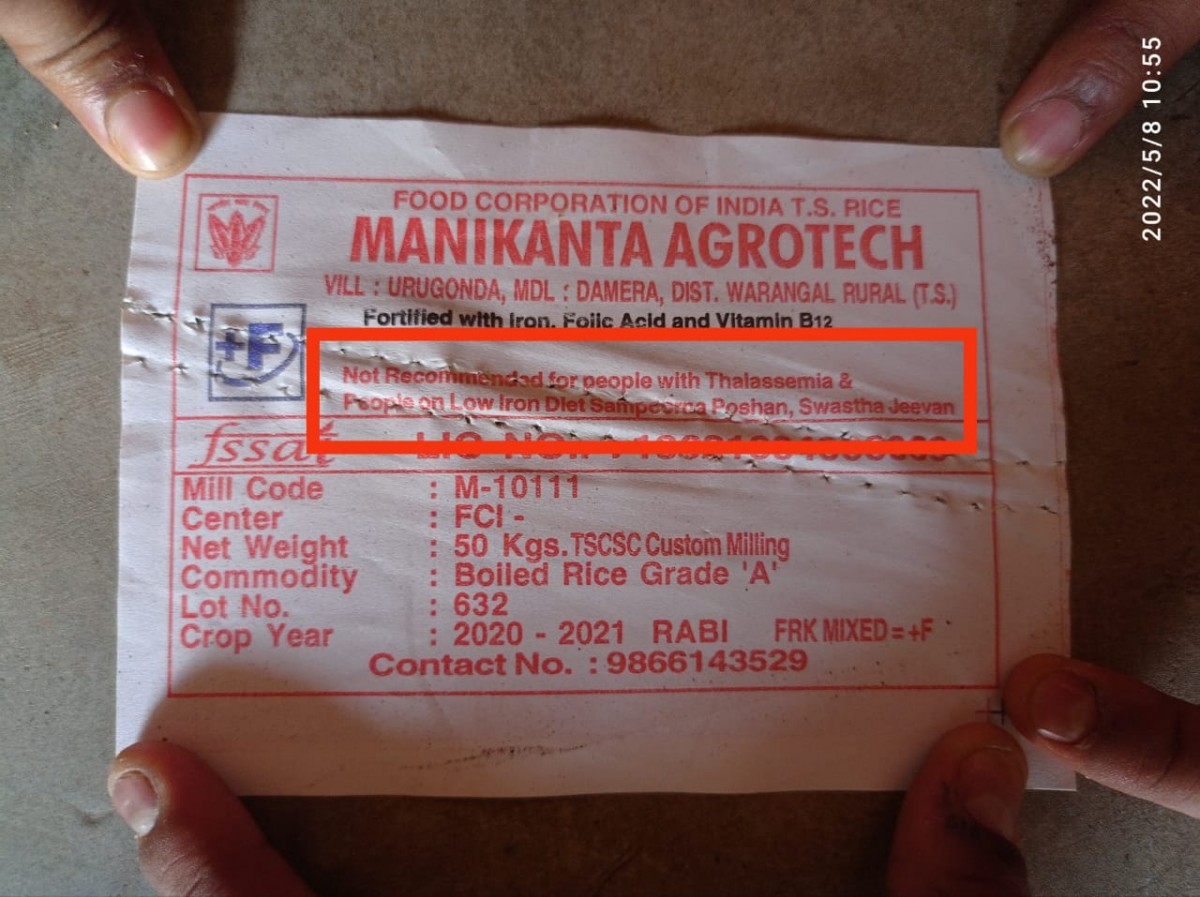 FOOD CORPORATION OF INDIA T.S. RICE
MANIKANTA AGROTECH
VILL : URUGONDA, MDL : DAMERA, DIST. WARANGAL RURAL (T.S.)
Fortified with Iron, Folic Acid and Vitamin B12
+F
Not Recommended for people with Thalassemia &
People on Low Iron Diet Sampoorna Poshan, Swastha Jeevan
fssai LIC NO.:
Mill Code : M-10111
Center : FCI -
Net Weight : 50 Kgs. TSCSC Custom Milling
Commodity : Boiled Rice Grade 'A'
Lot No. : 632
Crop Year : 2020 - 2021 RABI FRK MIXED = +F
Contact No. : 9866143529
2022/5/8 10:55